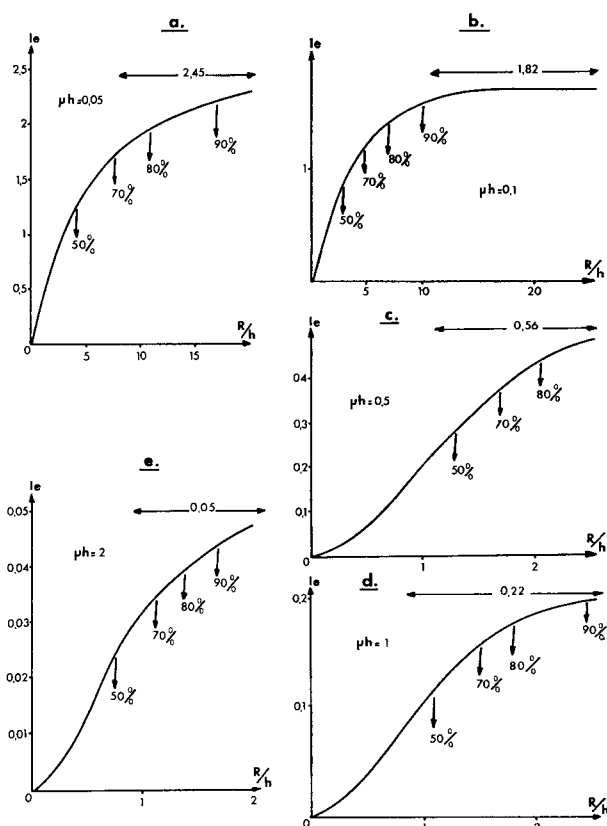 a.
Ie
2,5
2
1,5
1
0,5
0
5
10
15
R/h
2,45
µh=0,05
50%
70%
80%
90%
b.
Ie
1
5
10
20
R/h
1,82
µh=0,1
50%
70%
80%
90%
c.
Ie
0,4
0,3
0,2
0,1
0
1
2
R/h
0,56
µh=0,5
50%
70%
80%
e.
Ie
0,05
0,04
0,03
0,02
0,01
0
1
2
R/h
0,05
µh=2
50%
70%
80%
90%
d.
Ie
0,2
0,1
0
1
2
R/h
0,22
µh=1
50%
70%
80%
90%